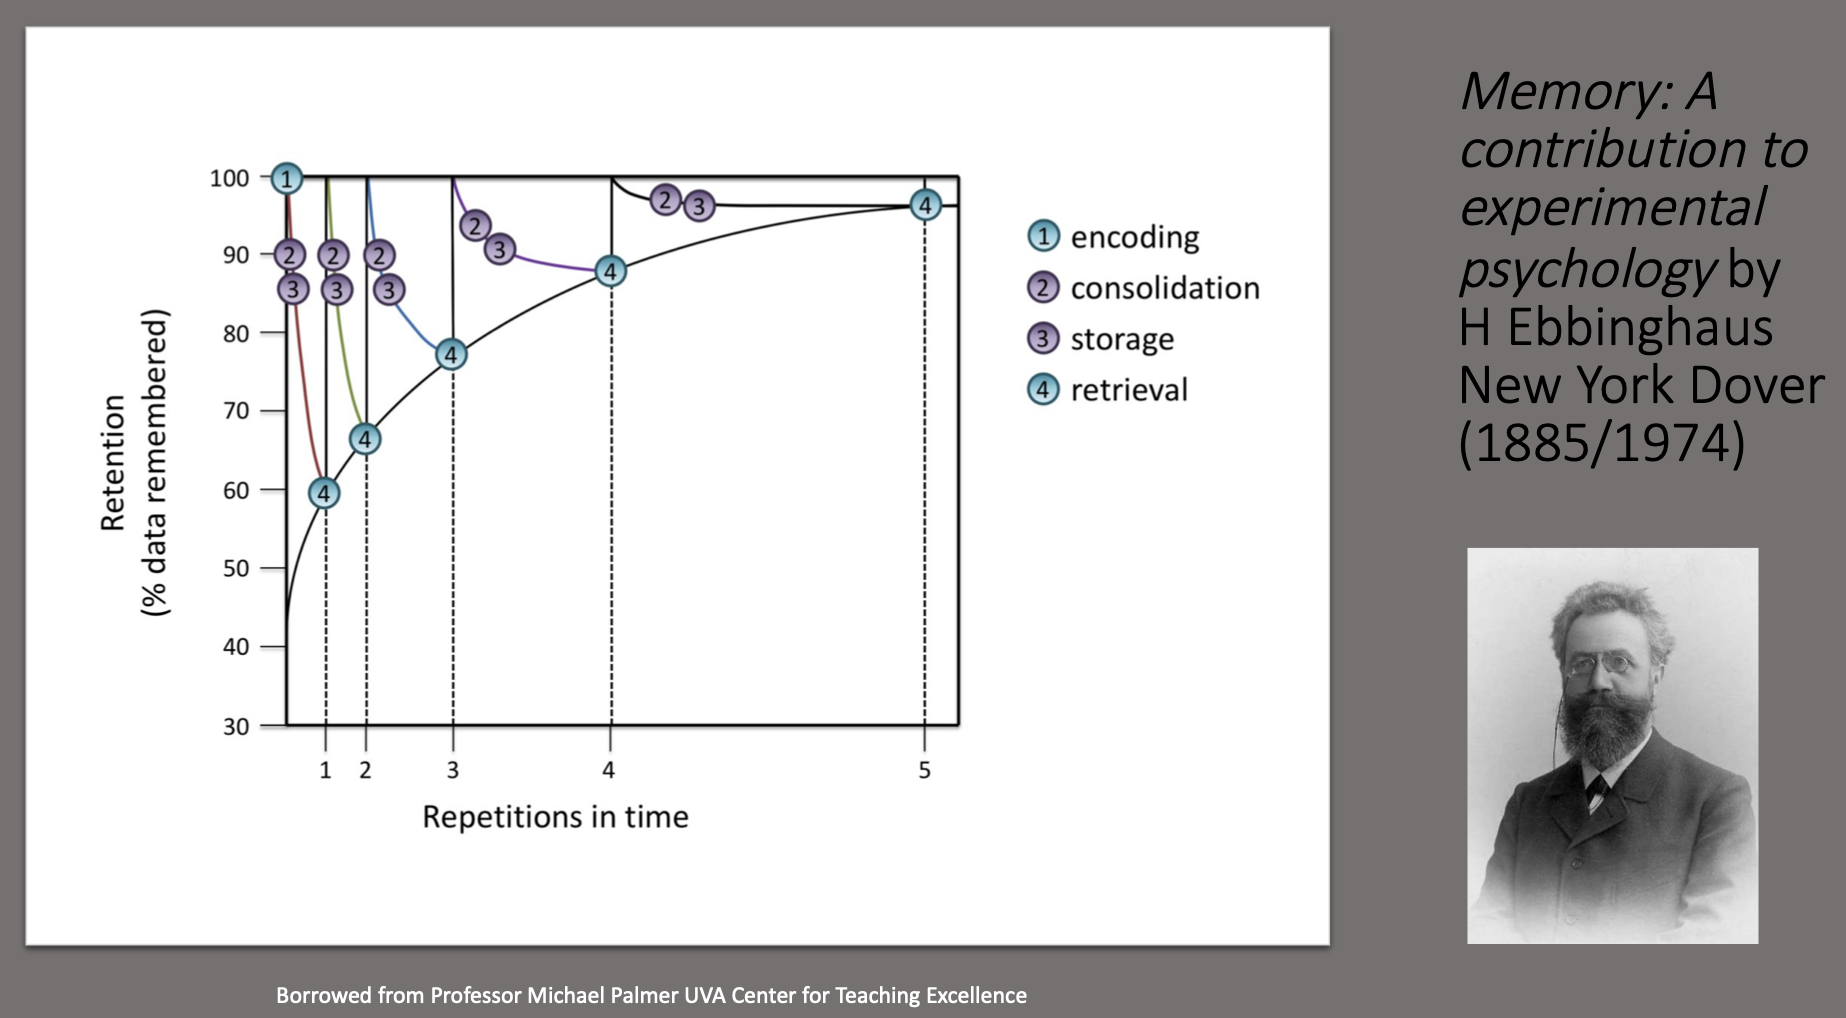 100
90
80
70
60
50
40
30
Retention
(% data remembered)
1
2 3
2 3
2 3
2 3
2 3
4
4
4
4
4
1 2 3 4 5
Repetitions in time
1 encoding
2 consolidation
3 storage
4 retrieval
Memory: A
contribution to
experimental
psychology by
H Ebbinghaus
New York Dover
(1885/1974)
Borrowed from Professor Michael Palmer UVA Center for Teaching Excellence